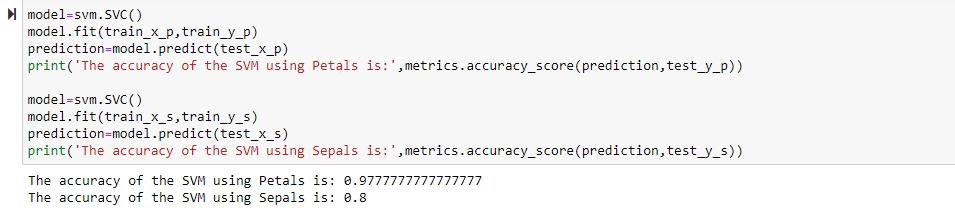 model=svm.SVC()
model.fit(train_x_p,train_y_p)
prediction=model.predict(test_x_p)
print('The accuracy of the SVM using Petals is:',metrics.accuracy_score(prediction,test_y_p))
model=svm.SVC()
model.fit(train_x_s,train_y_s)
prediction=model.predict(test_x_s)
print('The accuracy of the SVM using Sepals is:',metrics.accuracy_score(prediction,test_y_s))
The accuracy of the SVM using Petals is: 0.9777777777777777
The accuracy of the SVM using Sepals is: 0.8